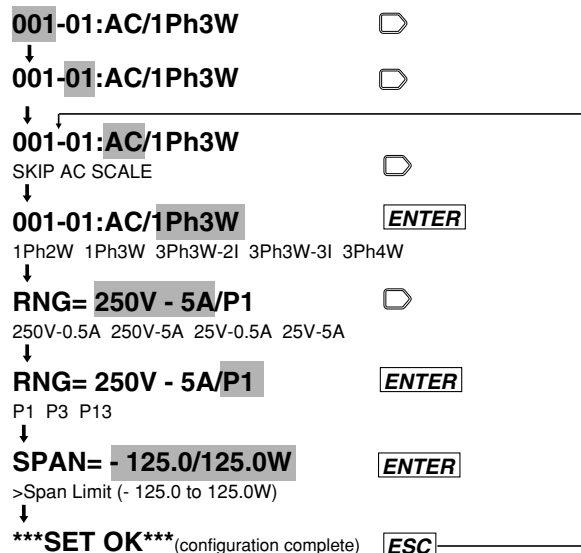 001-01:AC/1Ph3W
001-01:AC/1Ph3W
001-01:AC/1Ph3W
SKIP AC SCALE
001-01:AC/1Ph3W ENTER
1Ph2W 1Ph3W 3Ph3W-2I 3Ph3W-3I 3Ph4W
RNG= 250V - 5A/P1
250V-0.5A 250V-5A 25V-0.5A 25V-5A
RNG= 250V - 5A/P1 ENTER
P1 P3 P13
SPAN= - 125.0/125.0W ENTER
>Span Limit (- 125.0 to 125.0W)
***SET OK***(configuration complete) ESC